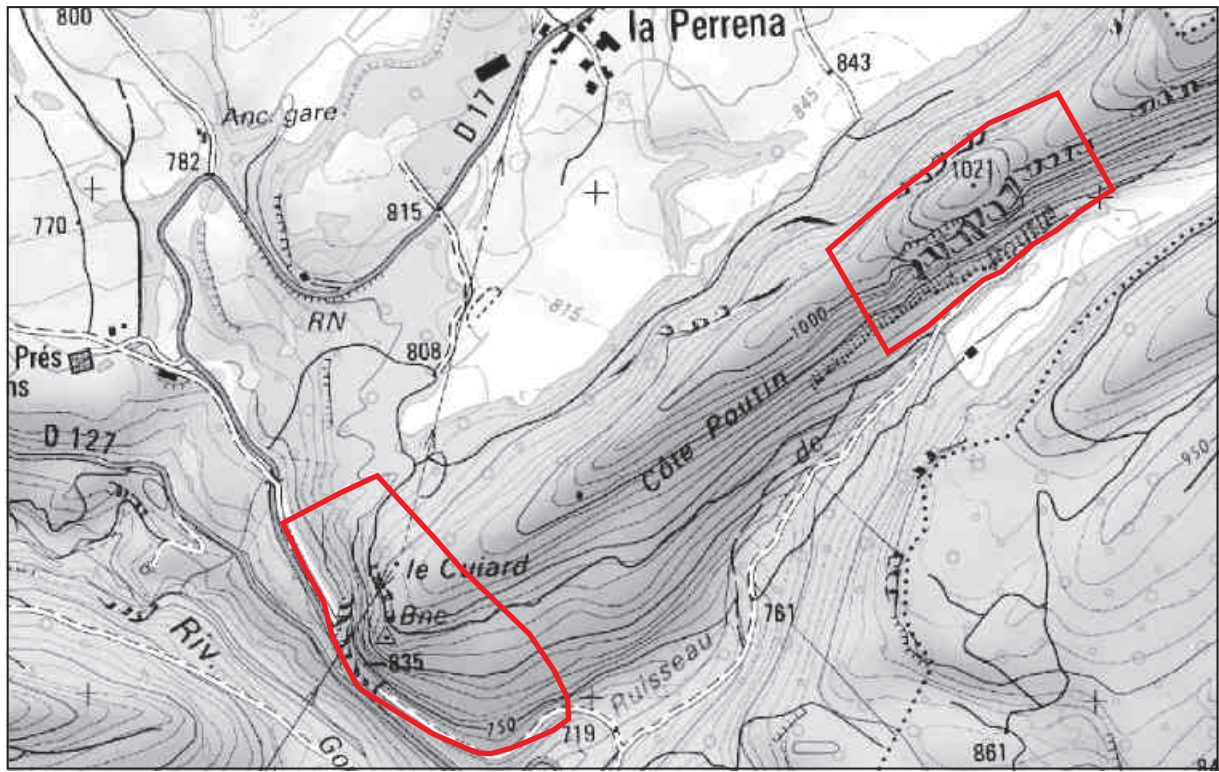 800
la Perrena
843
845
Anc. gare
D 17
782
1021
770
815
RN
815
1000
Prés
ns
808
Côte Poutin
de
D 127
950
le Cuiard
Bne
Riv.
835
761
Ruisseau
750
719
861